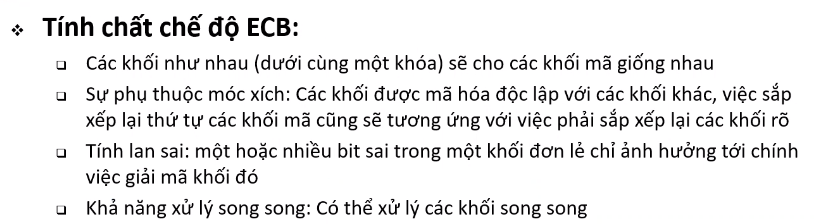 ❖ Tính chất chế độ ECB:
❑ Các khối như nhau (dưới cùng một khóa) sẽ cho các khối mã giống nhau
❑ Sự phụ thuộc móc xích: Các khối được mã hóa độc lập với các khối khác, việc sắp
xếp lại thứ tự các khối mã cũng sẽ tương ứng với việc phải sắp xếp lại các khối rõ
❑ Tính lan sai: một hoặc nhiều bit sai trong một khối đơn lẻ chỉ ảnh hưởng tới chính
việc giải mã khối đó
❑ Khả năng xử lý song song: Có thể xử lý các khối song song